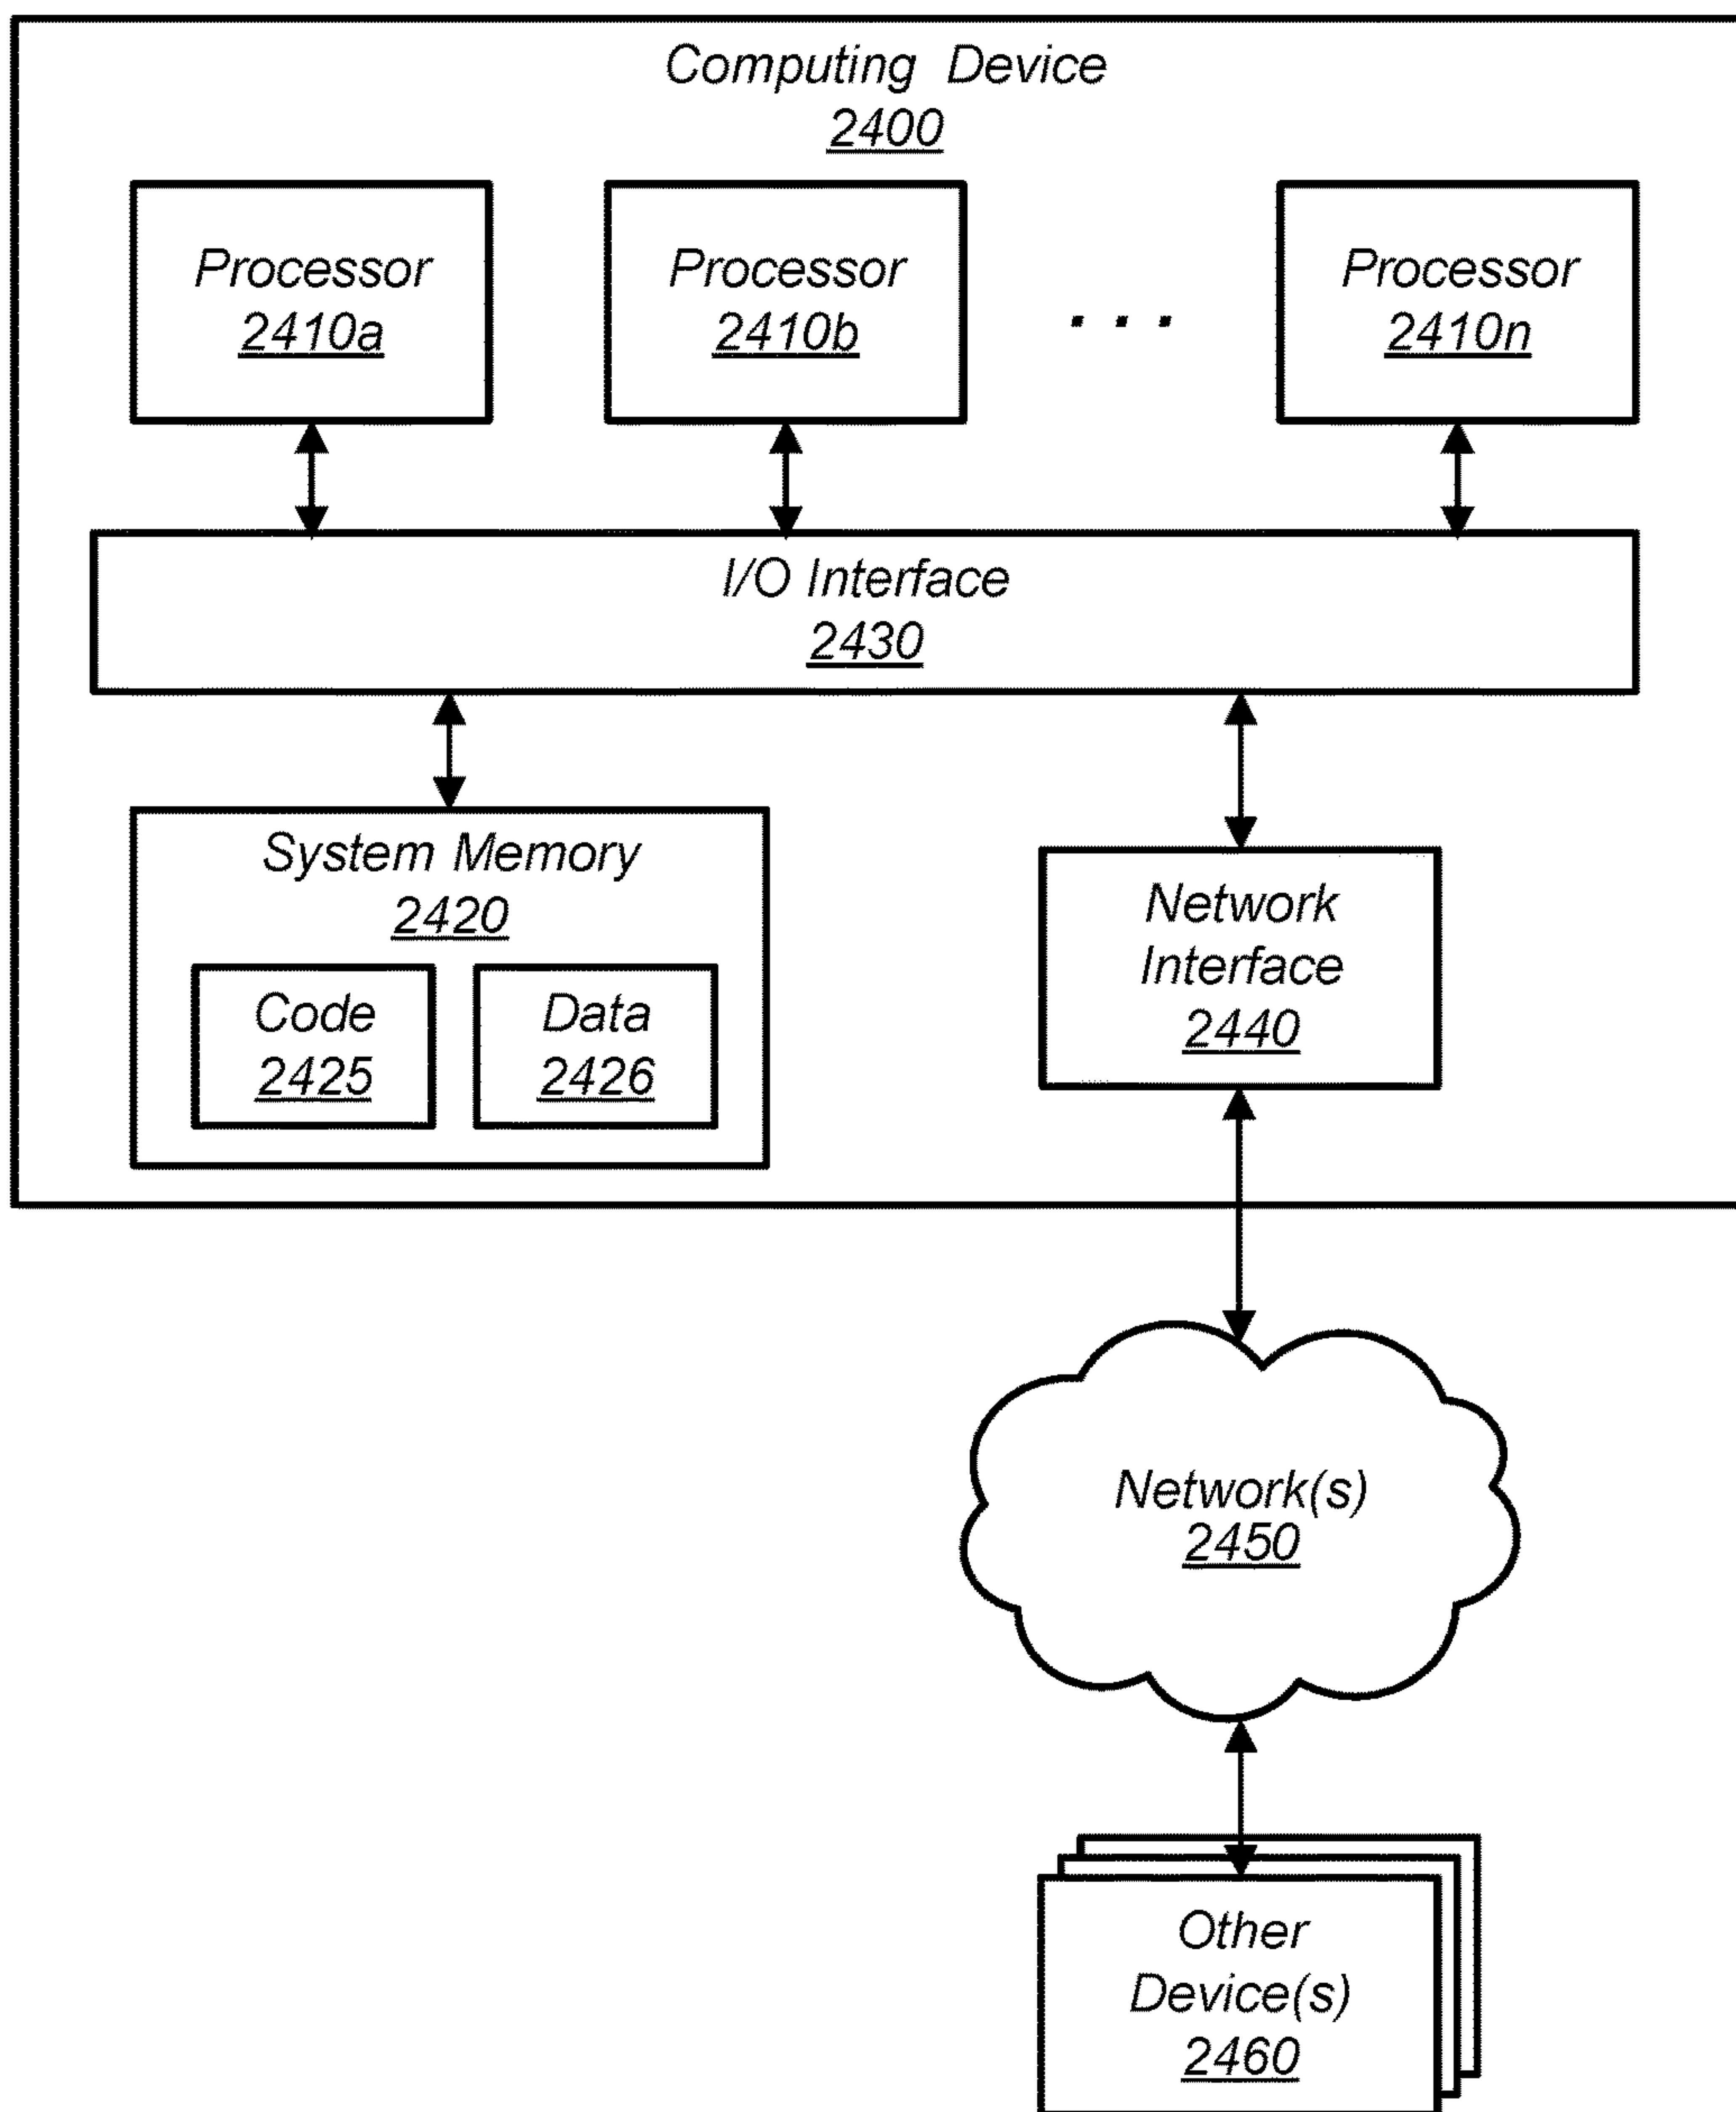 Computing Device
2400
Processor
2410a
Processor
2410b
. . .
Processor
2410n
I/O Interface
2430
System Memory
2420
Code
2425
Data
2426
Network
Interface
2440
Network(s)
2450
Other
Device(s)
2460